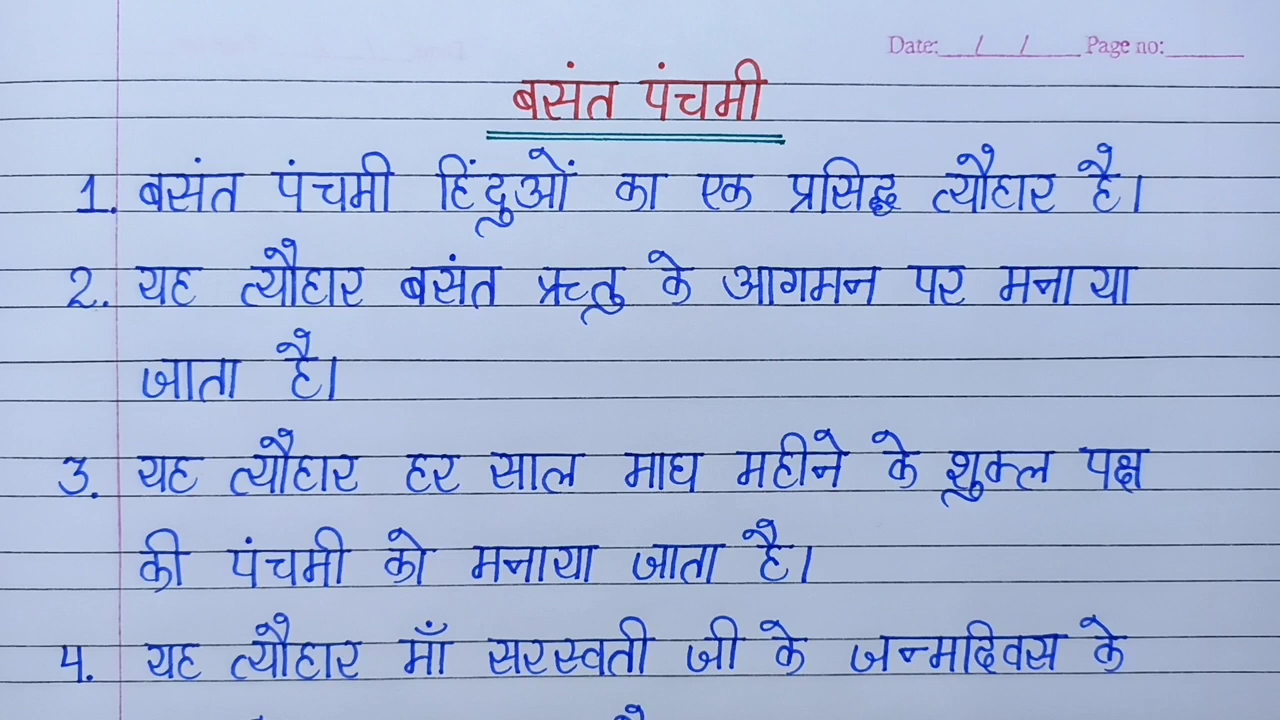 Date: / / Page no:
बसंत पंचमी
1. बसंत पंचमी हिंदुओं का एक प्रसिद्ध त्यौहार है।
2. यह त्यौहार बसंत ऋतु के आगमन पर मनाया
जाता है।
3. यह त्यौहार हर साल माघ महीने के शुक्ल पक्ष
की पंचमी को मनाया जाता है।
4. यह त्यौहार माँ सरस्वती जी के जन्मदिवस के